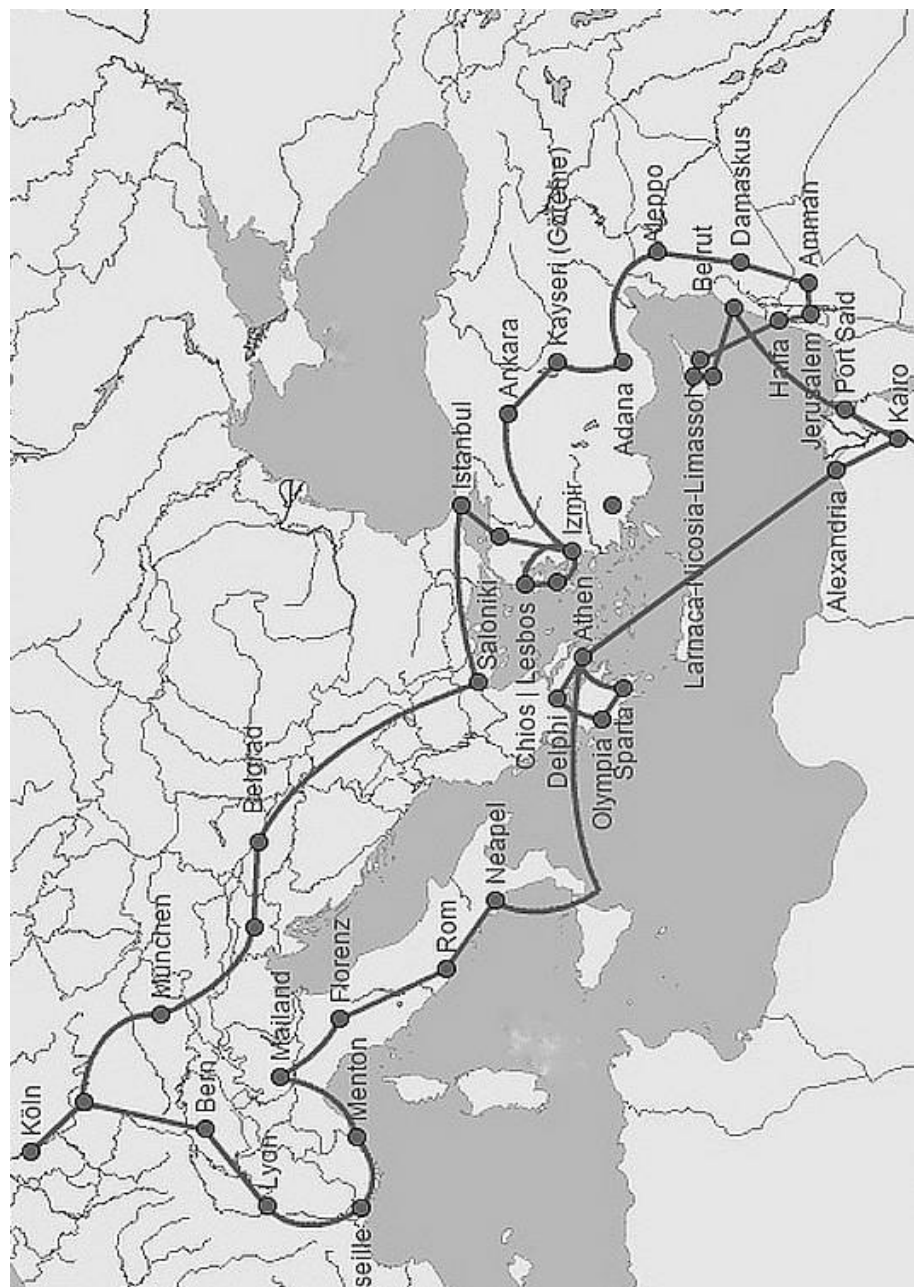 Köln
München
Bern
Lyon
seille
Menton
Mailand
Florenz
Rom
Neapel
Belgrad
Saloniki
Istanbul
Ankara
Kayseri (Göreme)
Adana
Aleppo
Beirut
Damaskus
Amman
Haifa
Jerusalem
Port Said
Kairo
Alexandria
Larnaca-Nicosia-Limassol
Izmir
Chios | Lesbos
Athen
Delphi
Olympia
Sparta